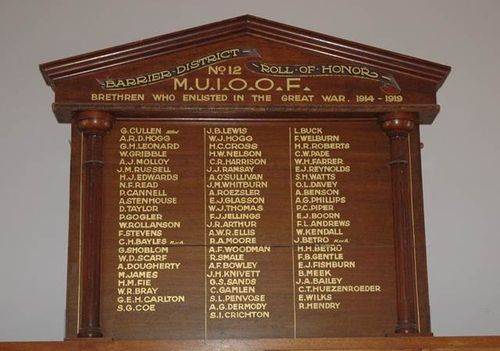 BARRIER·DISTRICT
No 12
ROLL·OF·HONOR
M.U.I.O.O.F.
BRETHREN WHO ENLISTED IN THE GREAT WAR. 1914-1919
G.CULLEN
A.R.D.HOGG
G.H.LEONARD
W.GRIBBLE
A.J.MOLLOY
J.M.RUSSELL
H.J.EDWARDS
N.F.READ
P.CANNELL
A.STENHOUSE
D.TAYLOR
P.GOGLER
W.ROLLANSON
F.STEVENS
C.H.BAYLES
G.SHOBLOM
W.D.SCARF
A.DOUGHERTY
M.JAMES
H.M.FIE
W.R.BRAY
G.E.H.CARLTON
S.G.COE
J.B.LEWIS
W.J.HOGG
H.C.CROSS
H.W.NELSON
C.R.HARRISON
J.J.RAMSAY
A.O'SULLIVAN
J.M.WHITBURN
A.ROEZSLER
E.J.GLASSON
W.J.THOMAS
F.J.JELLINGS
J.R.ARTHUR
A.W.R.ELLIS
R.A.MOORE
A.F.WOODMAN
R.SMALE
A.F.BOWLEY
J.H.KNIVETT
O.S.SANDS
C.GAMLEN
S.L.PENVOSE
A.G.DERMODY
S.I.CRICHTON
L.BUCK
F.WELBURN
H.R.ROBERTS
C.W.PADE
W.H.FARRER
E.J.REYNOLDS
S.H.WATTS
O.L.DAVEY
A.BENSON
A.G.PHILLIPS
P.C.PIPER
E.J.BOORN
F.L.ANDREWS
W.KENDALL
J.BETRO
H.H.BETRO
F.B.GENTLE
E.J.FISHBURN
B.MEEK
J.A.BAILEY
C.T.HUEZENROEDER
E.WILKS
R.HENDRY